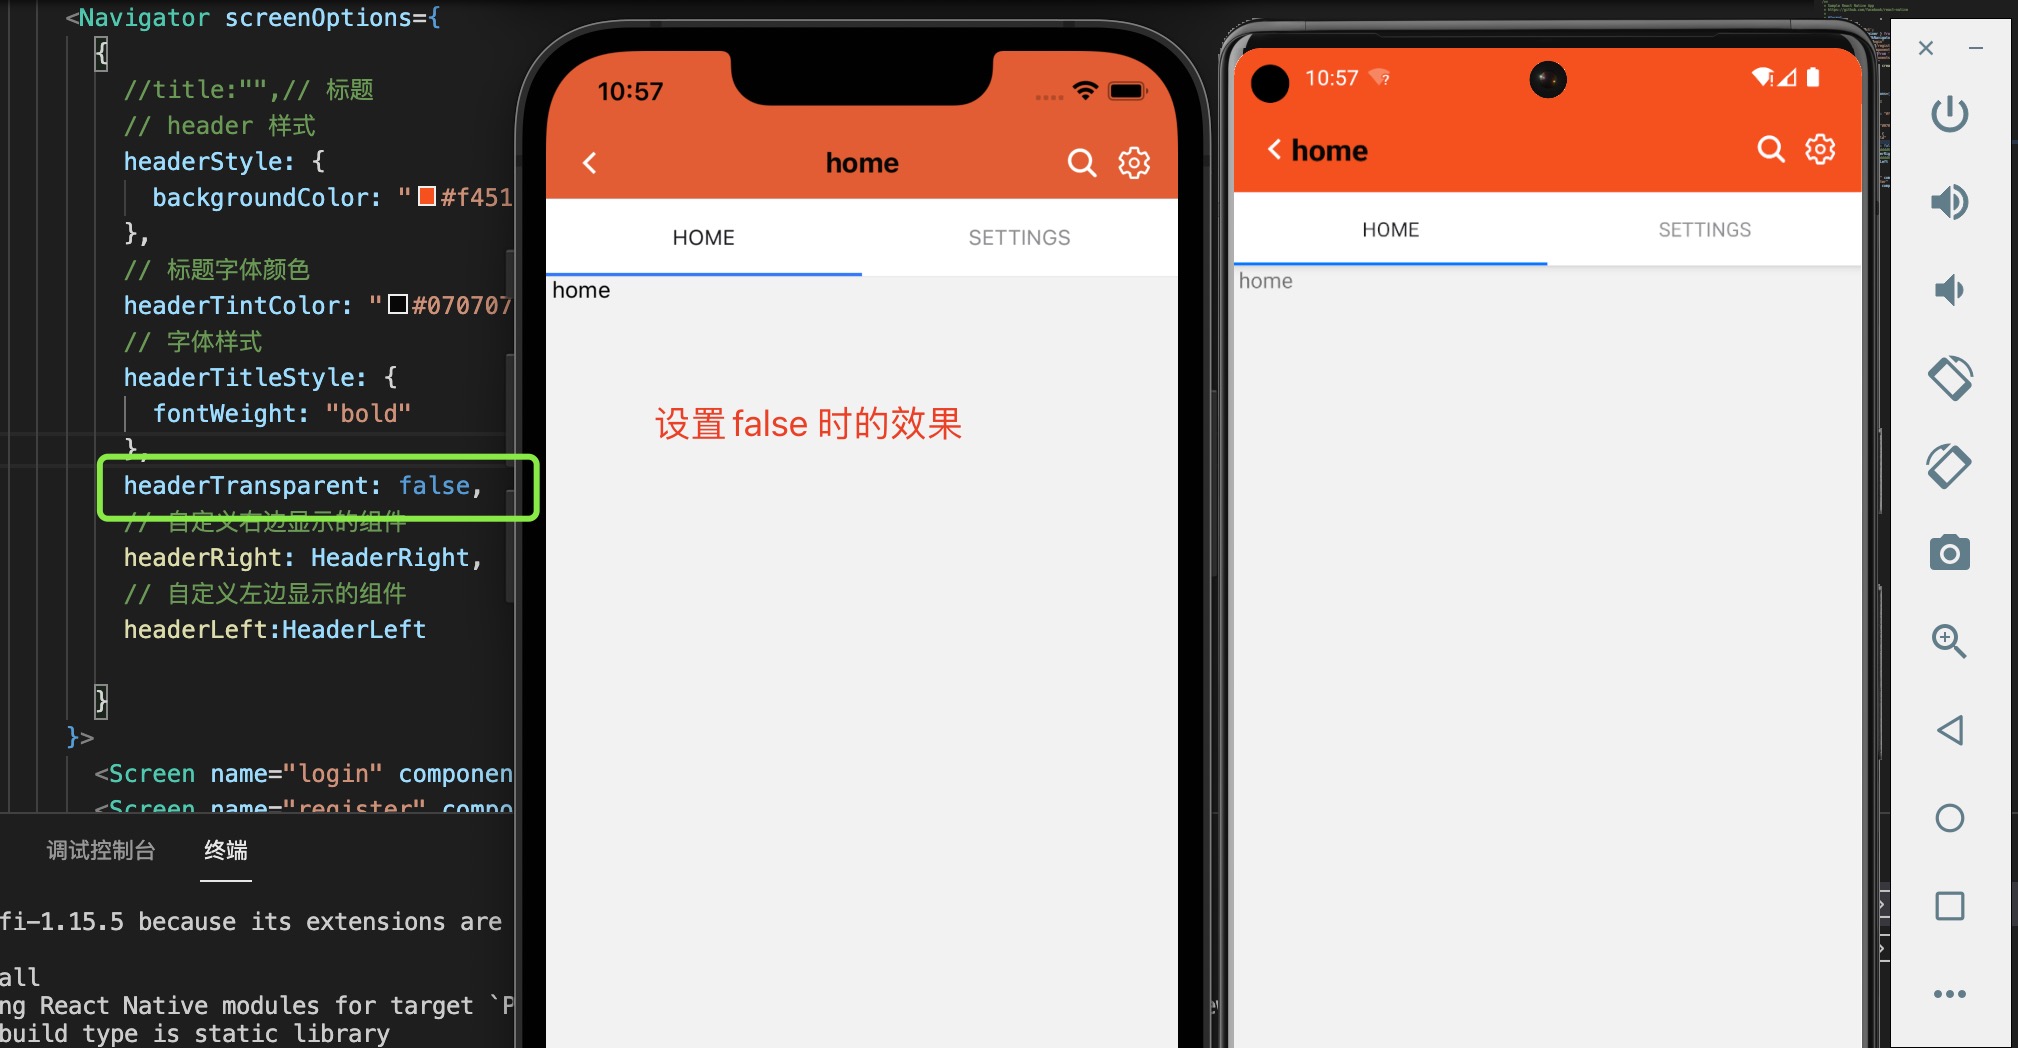 <Navigator screenOptions={
{
//title:"",// 标题
// header 样式
headerStyle: {
backgroundColor: "#f451
},
// 标题字体颜色
headerTintColor: "#070707
// 字体样式
headerTitleStyle: {
fontWeight: "bold"
},
headerTransparent: false,
// 自定义右边显示的组件
headerRight: HeaderRight,
// 自定义左边显示的组件
headerLeft:HeaderLeft
}
}>
<Screen name="login" componen
<Screen name="register" compo
调试控制台 终端
fi-1.15.5 because its extensions are
all
ng React Native modules for target `P
build type is static library
10:57
home
HOME SETTINGS
home
设置false 时的效果
10:57
home
HOME SETTINGS
home